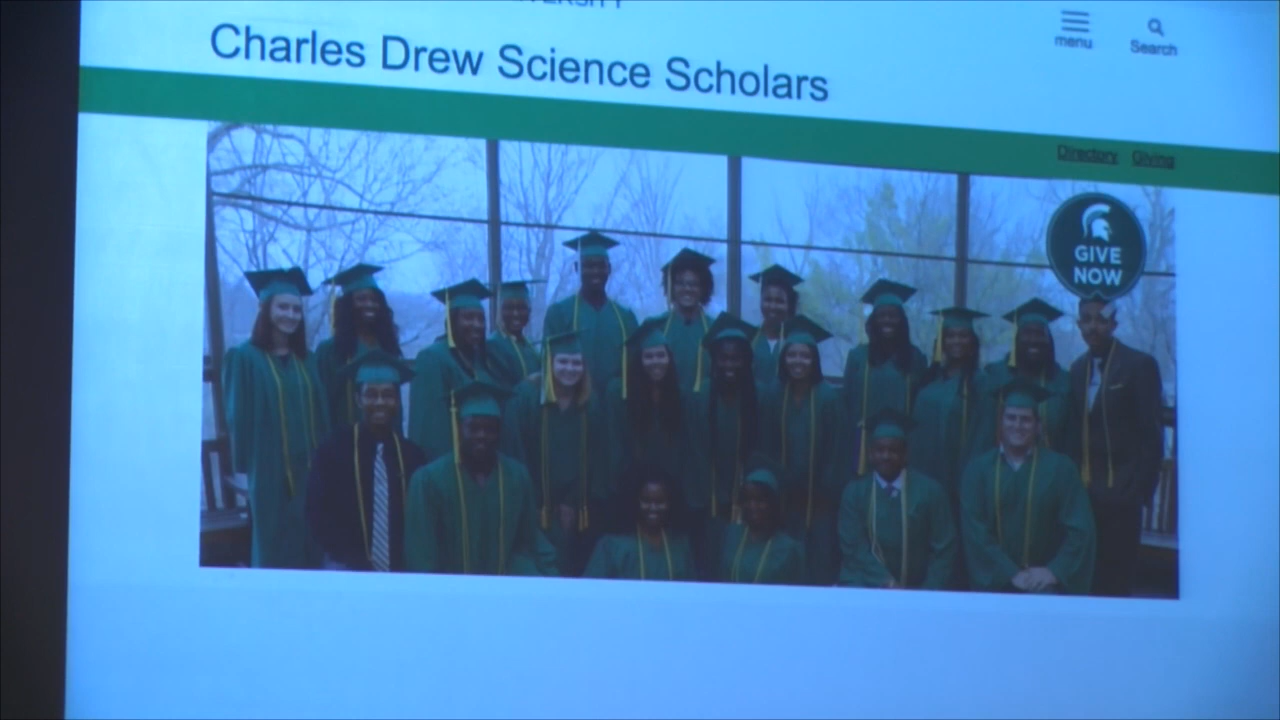 Charles Drew Science Scholars
menu
Search
Directory Giving
GIVE
NOW